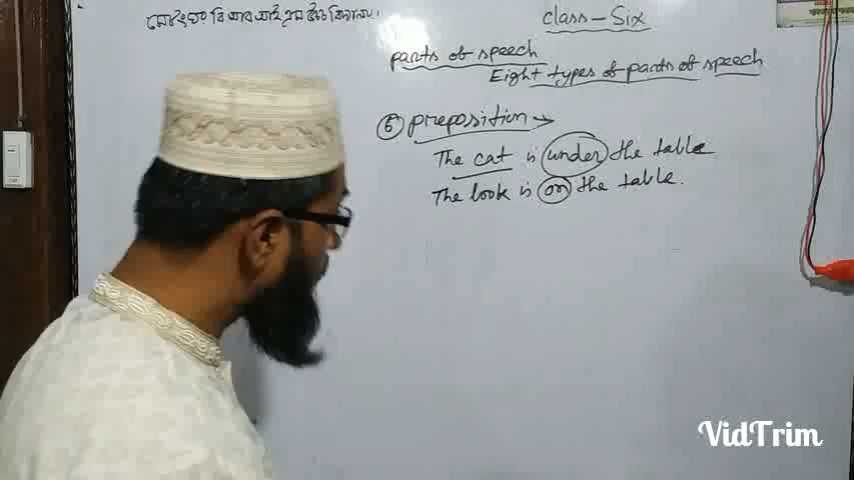 class - Six
parts of speech
Eight types of parts of speech
6 preposition →
The cat is under the table
The look is on the table.
VidTrim